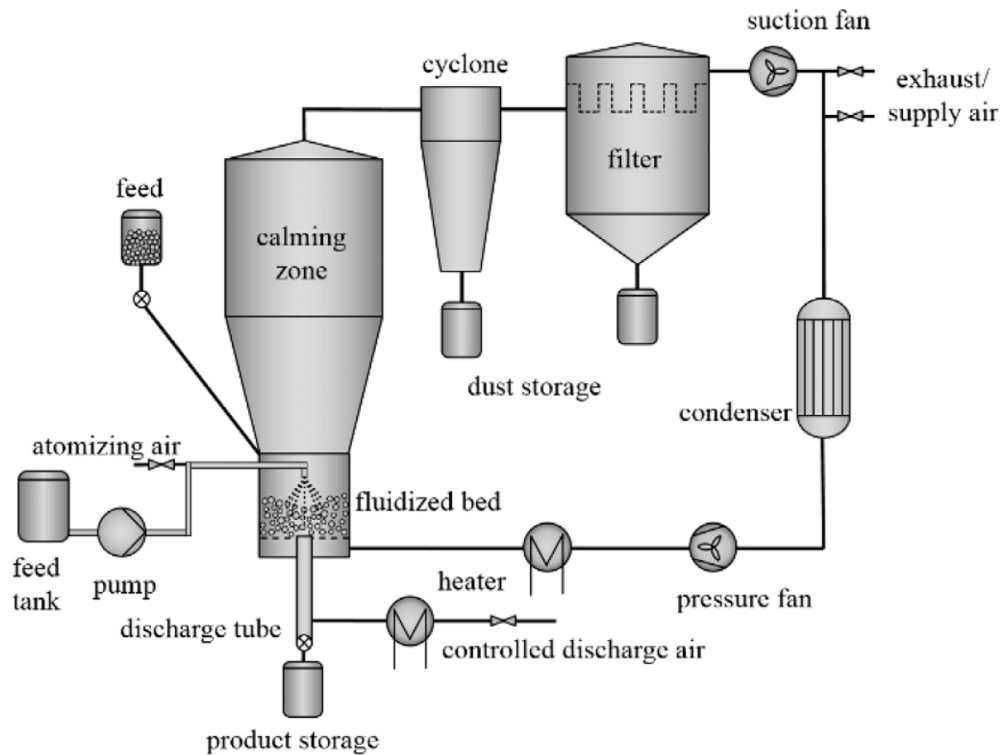 suction fan
cyclone
exhaust/
supply air
filter
feed
calming
zone
dust storage
condenser
atomizing air
fluidized bed
feed
tank
pump
heater
pressure fan
discharge tube
controlled discharge air
product storage